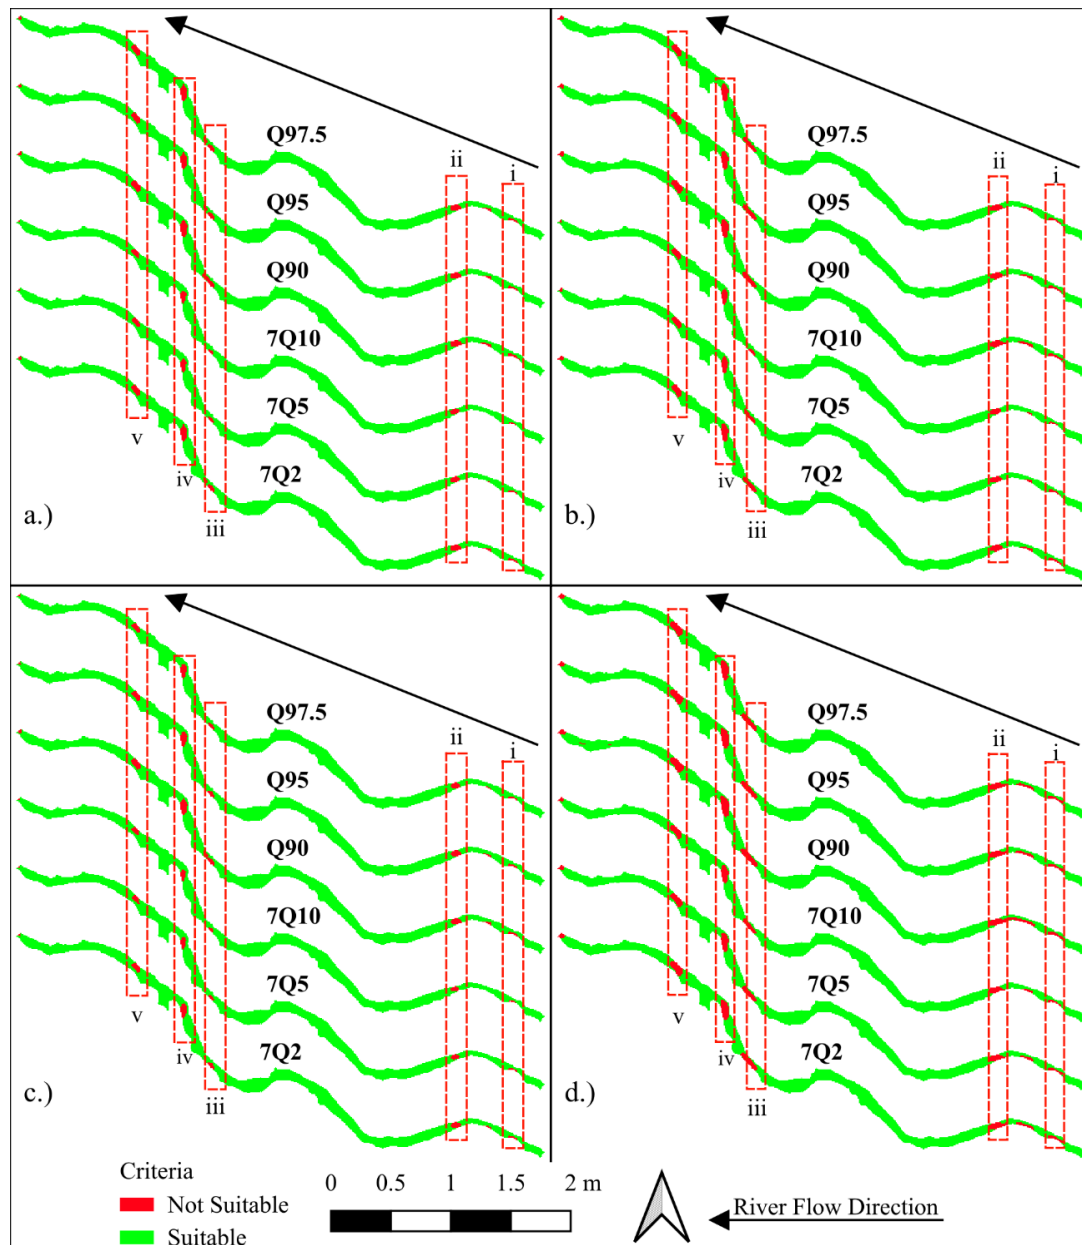 Q97.5
ii
i
Q95
Q90
7Q10
7Q5
v
7Q2
iv
iii
a.)
Q97.5
ii
i
Q95
Q90
7Q10
7Q5
v
7Q2
iv
iii
b.)
Q97.5
ii
i
Q95
Q90
7Q10
7Q5
v
7Q2
iv
iii
c.)
Q97.5
ii
i
Q95
Q90
7Q10
7Q5
v
7Q2
iv
iii
d.)
Criteria
Not Suitable
Suitable
0 0.5 1 1.5 2 m
River Flow Direction